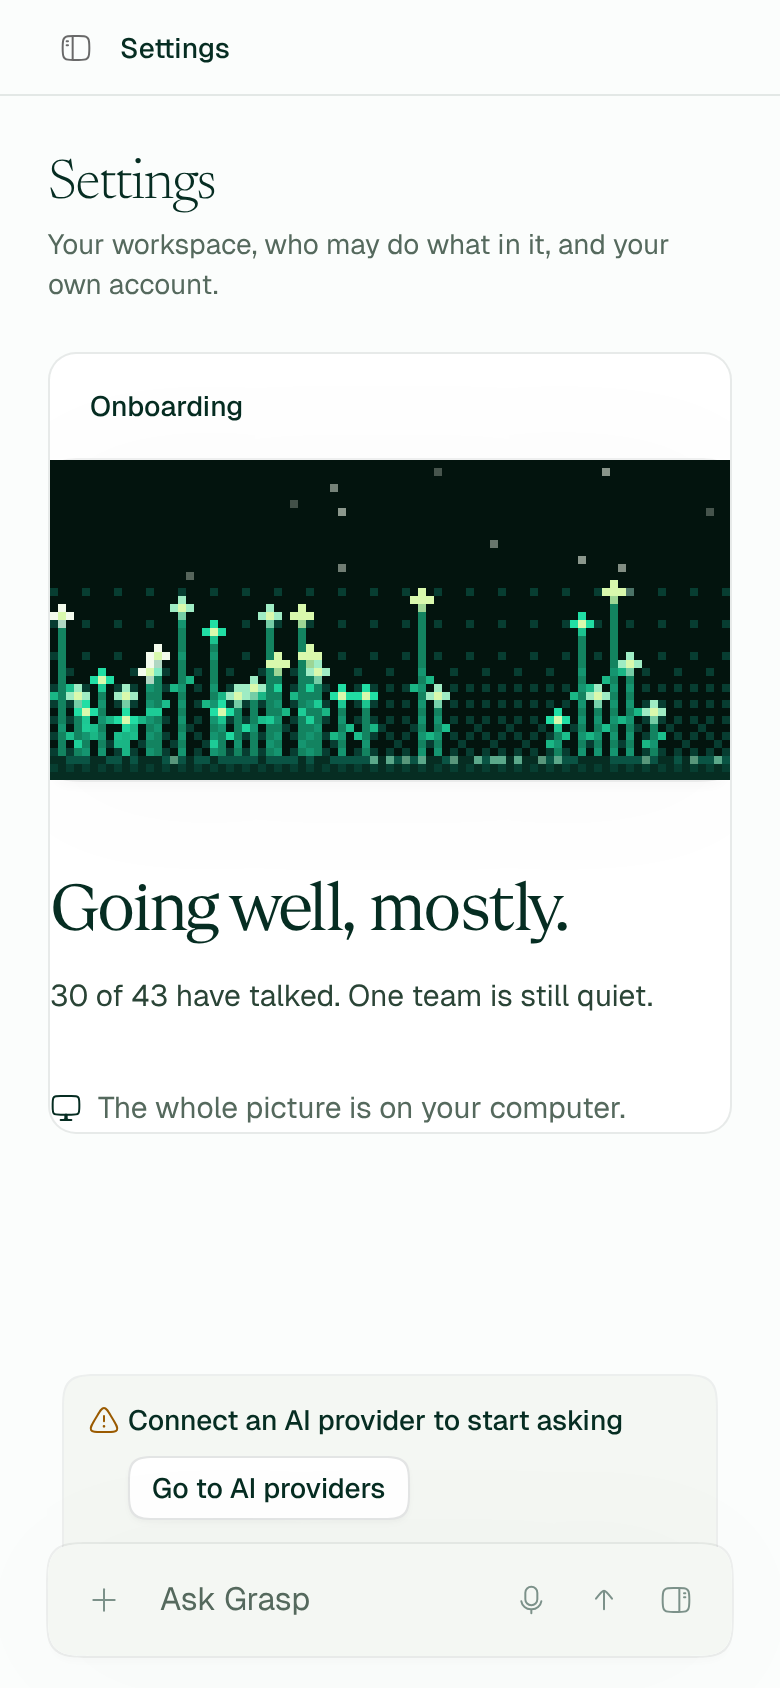 Settings
Settings
Your workspace, who may do what in it, and your
own account.
Onboarding
Going well, mostly.
30 of 43 have talked. One team is still quiet.
The whole picture is on your computer.
Connect an AI provider to start asking
Go to AI providers
Ask Grasp